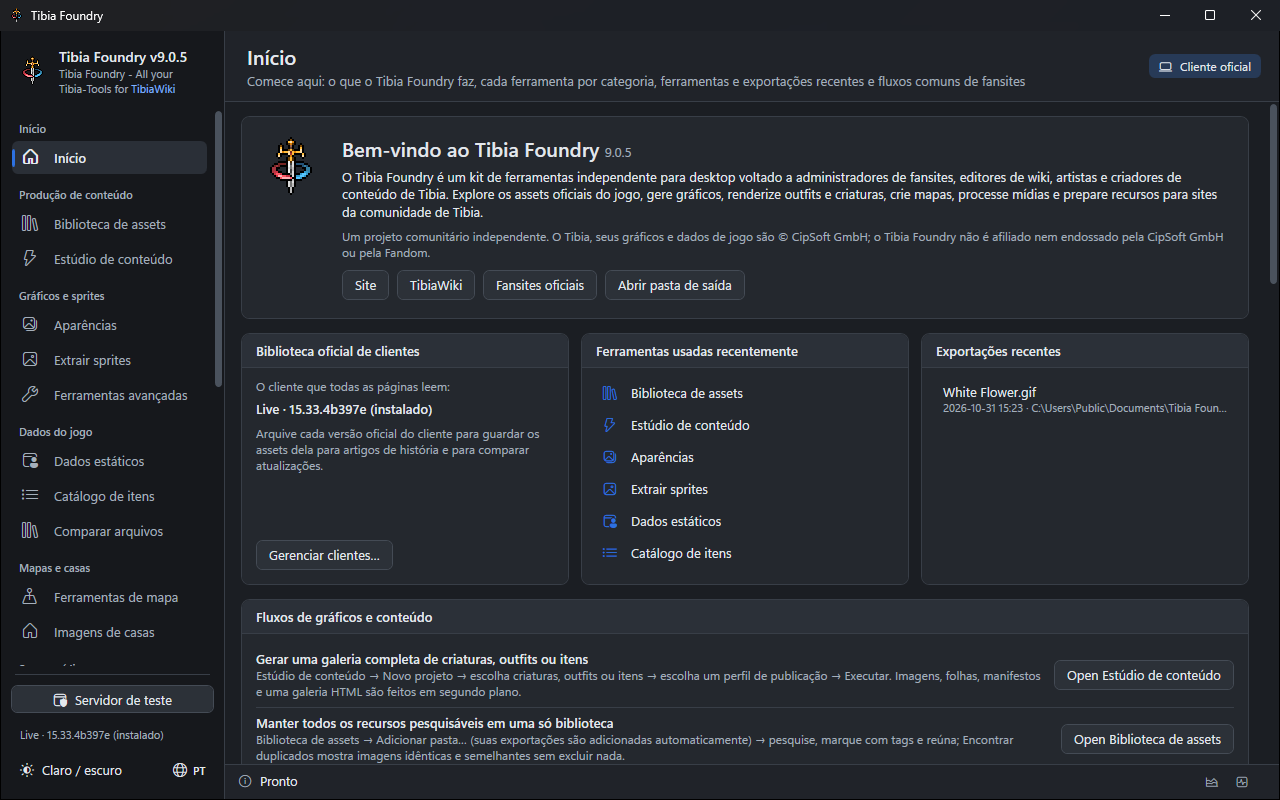 Tibia Foundry
Tibia Foundry v9.0.5
Tibia Foundry - All your
Tibia-Tools for TibiaWiki
Início
Início
Produção de conteúdo
Biblioteca de assets
Estúdio de conteúdo
Gráficos e sprites
Aparências
Extrair sprites
Ferramentas avançadas
Dados do jogo
Dados estáticos
Catálogo de itens
Comparar arquivos
Mapas e casas
Ferramentas de mapa
Imagens de casas
Servidor de teste
Live · 15.33.4b397e (instalado)
Claro / escuro
PT
Início
Comece aqui: o que o Tibia Foundry faz, cada ferramenta por categoria, ferramentas e exportações recentes e fluxos comuns de fansites
Cliente oficial
Bem-vindo ao Tibia Foundry 9.0.5
O Tibia Foundry é um kit de ferramentas independente para desktop voltado a administradores de fansites, editores de wiki, artistas e criadores de
conteúdo de Tibia. Explore os assets oficiais do jogo, gere gráficos, renderize outfits e criaturas, crie mapas, processe mídias e prepare recursos para sites
da comunidade de Tibia.
Um projeto comunitário independente. O Tibia, seus gráficos e dados de jogo são © CipSoft GmbH; o Tibia Foundry não é afiliado nem endossado pela CipSoft GmbH
ou pela Fandom.
Site
TibiaWiki
Fansites oficiais
Abrir pasta de saída
Biblioteca oficial de clientes
O cliente que todas as páginas leem:
Live · 15.33.4b397e (instalado)
Arquive cada versão oficial do cliente para guardar os
assets dela para artigos de história e para comparar
atualizações.
Gerenciar clientes...
Ferramentas usadas recentemente
Biblioteca de assets
Estúdio de conteúdo
Aparências
Extrair sprites
Dados estáticos
Catálogo de itens
Exportações recentes
White Flower.gif
2026-10-31 15:23 · C:\Users\Public\Documents\Tibia Foun...
Fluxos de gráficos e conteúdo
Gerar uma galeria completa de criaturas, outfits ou itens
Estúdio de conteúdo → Novo projeto → escolha criaturas, outfits ou itens → escolha um perfil de publicação → Executar. Imagens, folhas, manifestos
e uma galeria HTML são feitos em segundo plano.
Open Estúdio de conteúdo
Manter todos os recursos pesquisáveis em uma só biblioteca
Biblioteca de assets → Adicionar pasta... (suas exportações são adicionadas automaticamente) → pesquise, marque com tags e reúna; Encontrar
duplicados mostra imagens idênticas e semelhantes sem excluir nada.
Open Biblioteca de assets
Pronto